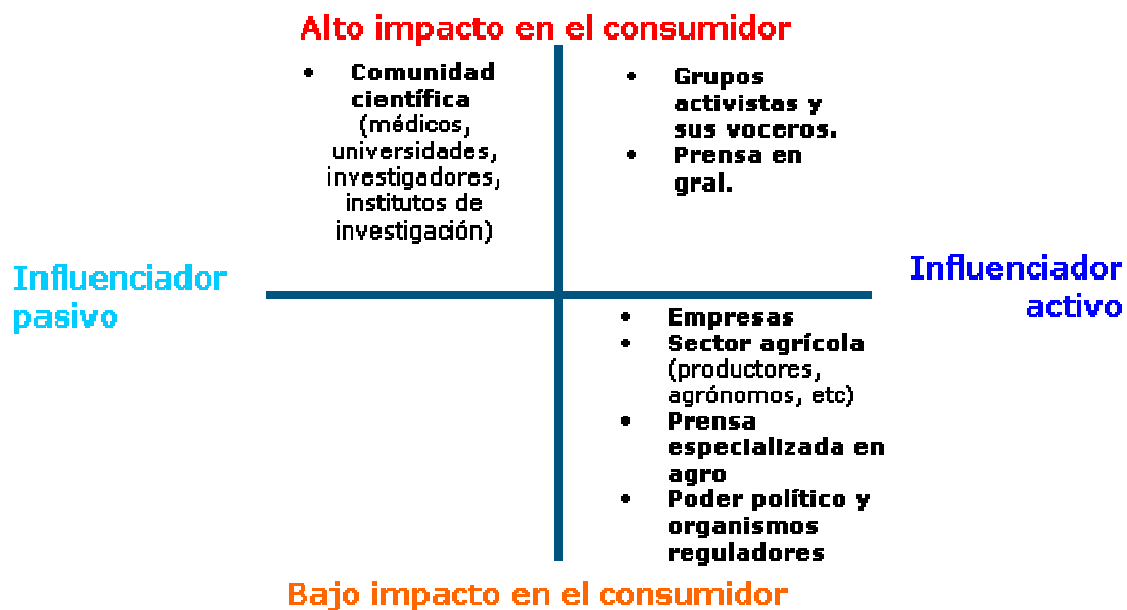 Alto impacto en el consumidor
• Comunidad
científica
(médicos,
universidades,
investigadores,
institutos de
investigación)
• Grupos
activistas y
sus voceros.
• Prensa en
gral.
Influenciador
pasivo
Influenciador
activo
• Empresas
• Sector agrícola
(productores,
agrónomos, etc)
• Prensa
especializada en
agro
• Poder político y
organismos
reguladores
Bajo impacto en el consumidor